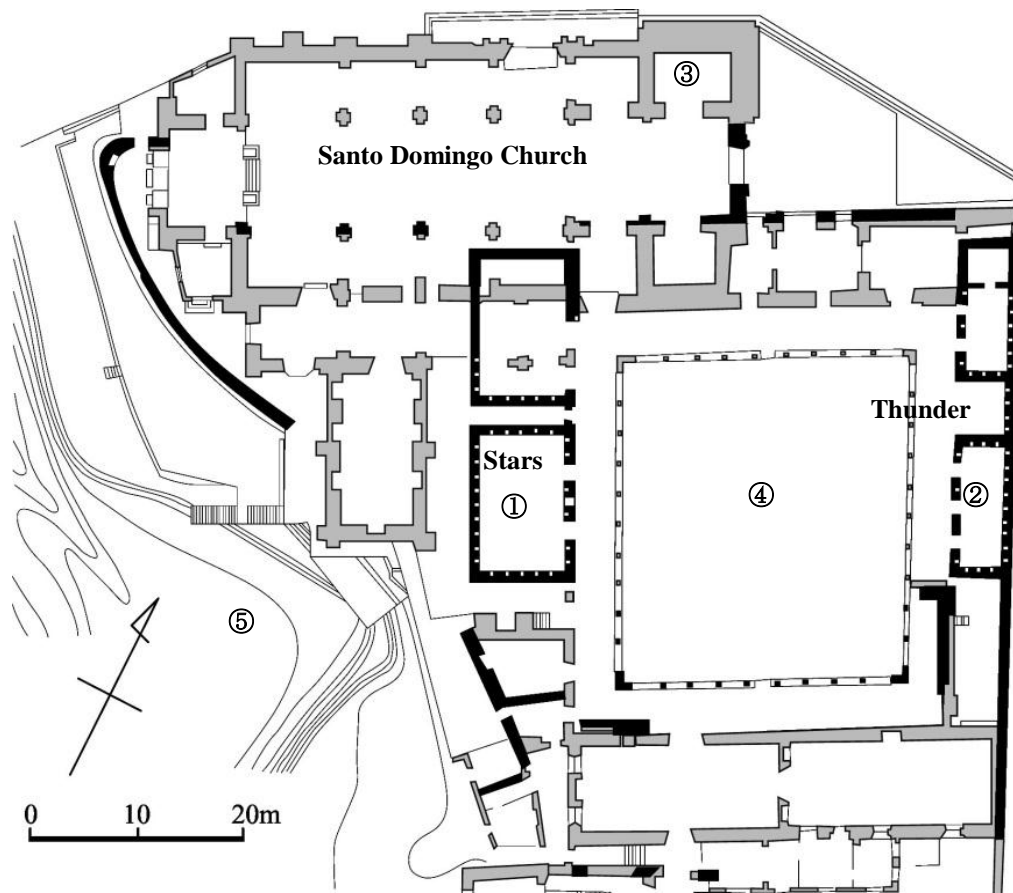 ③
Santo Domingo Church
Thunder
Stars
① ④ ②
⑤
0 10 20m